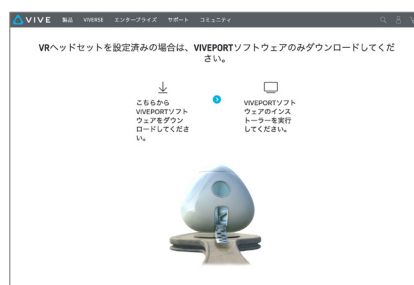 VIVE 製品 VIVERSE エンタープライズ サポート コミュニティ
VRヘッドセットを設定済みの場合は、VIVEPORTソフトウェアのみダウンロードしてくだ
さい。
こちらから
VIVEPORTソフト
ウェアをダウン
ロードしてくださ
い。
VIVEPORTソフト
ウェアのインス
トーラーを実行
してください。
VIVE